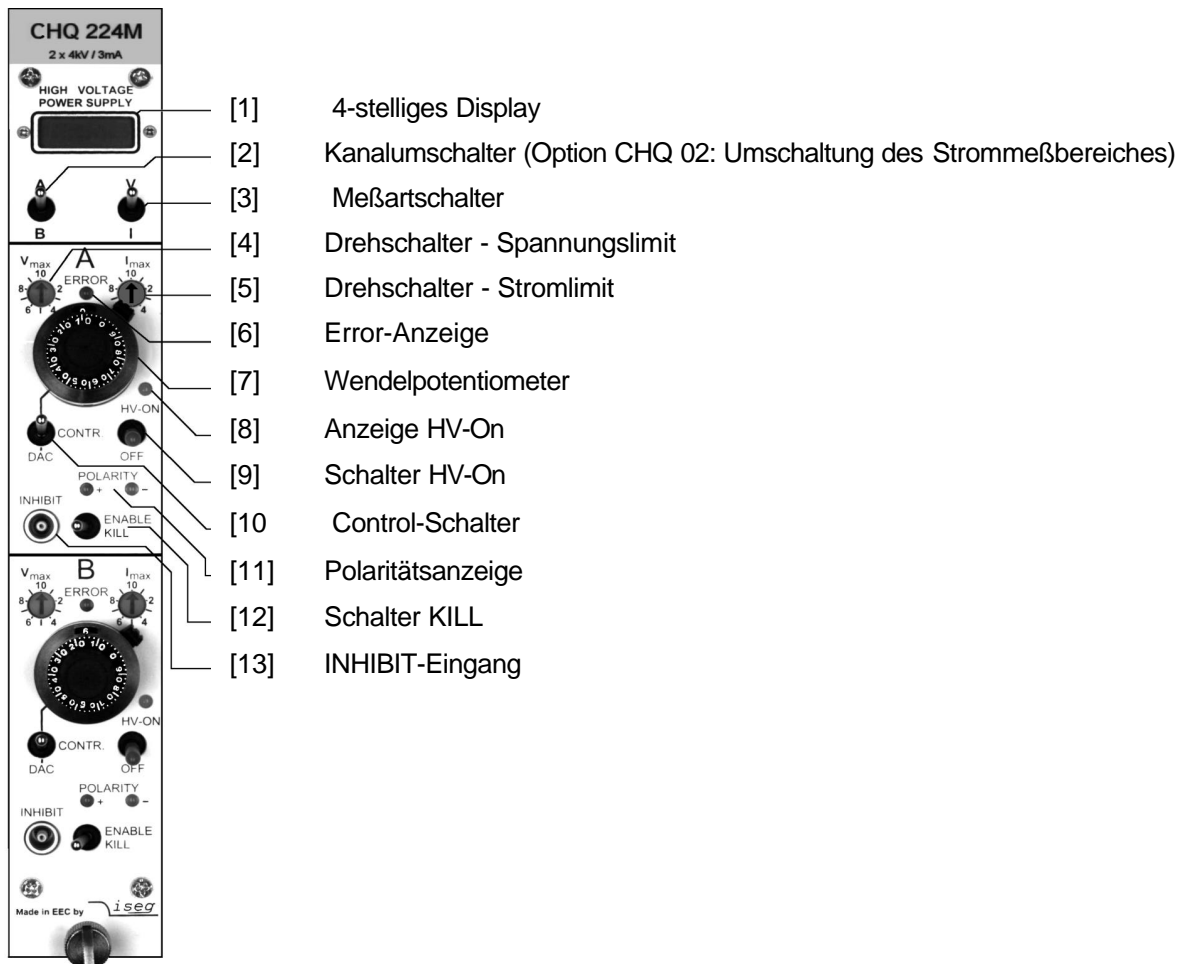 CHQ 224M
2 x 4kV / 3mA
HIGH VOLTAGE
POWER SUPPLY
A V
B I
A
Vmax Imax
10 10
ERROR
8 2 8 2
6 4 4
HV-ON
CONTR.
DAC OFF
POLARITY
+ −
INHIBIT
ENABLE
KILL
B
Vmax Imax
10 10
ERROR
8 2 8 2
6 4 6 4
HV-ON
CONTR.
DAC OFF
POLARITY
+ −
INHIBIT
ENABLE
KILL
Made in EEC by iseg
[1] 4-stelliges Display
[2] Kanalumschalter (Option CHQ 02: Umschaltung des Strommeßbereiches)
[3] Meßartschalter
[4] Drehschalter - Spannungslimit
[5] Drehschalter - Stromlimit
[6] Error-Anzeige
[7] Wendelpotentiometer
[8] Anzeige HV-On
[9] Schalter HV-On
[10 Control-Schalter
[11] Polaritätsanzeige
[12] Schalter KILL
[13] INHIBIT-Eingang